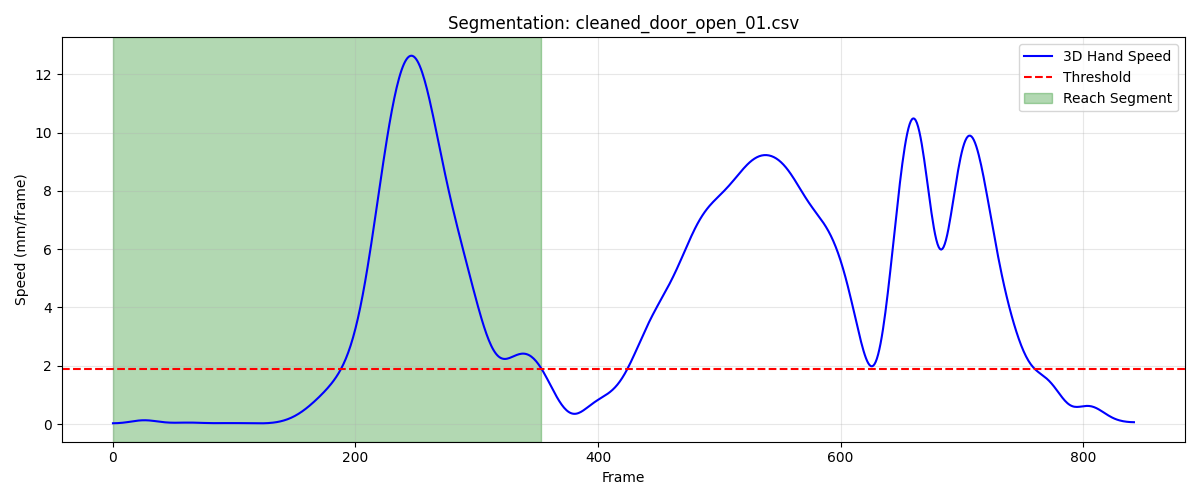 Segmentation: cleaned_door_open_01.csv
3D Hand Speed
Threshold
Reach Segment
Speed (mm/frame)
12
10
8
6
4
2
0
0
200
400
600
800
Frame